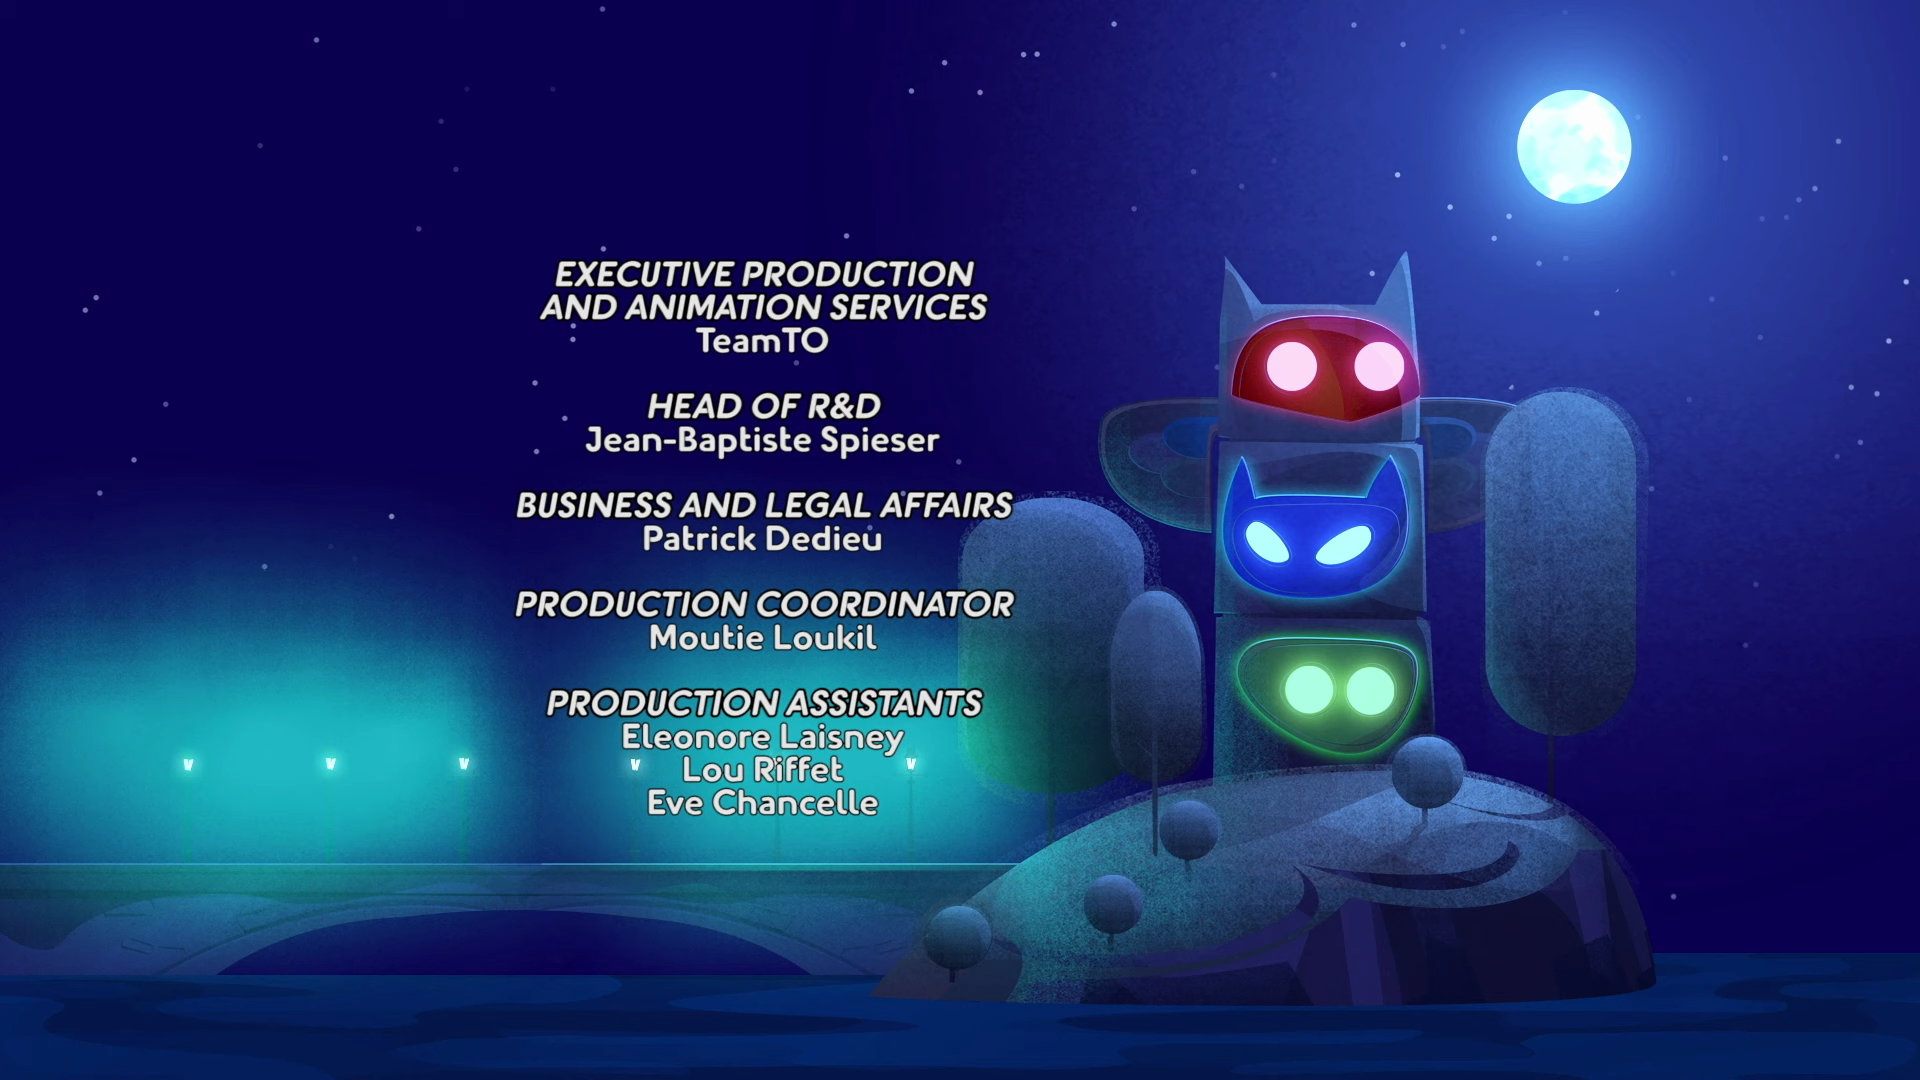 EXECUTIVE PRODUCTION
AND ANIMATION SERVICES
TeamTO
HEAD OF R&D
Jean-Baptiste Spieser
BUSINESS AND LEGAL AFFAIRS
Patrick Dedieu
PRODUCTION COORDINATOR
Moutie Loukil
PRODUCTION ASSISTANTS
Eleonore Laisney
Lou Riffet
Eve Chancelle